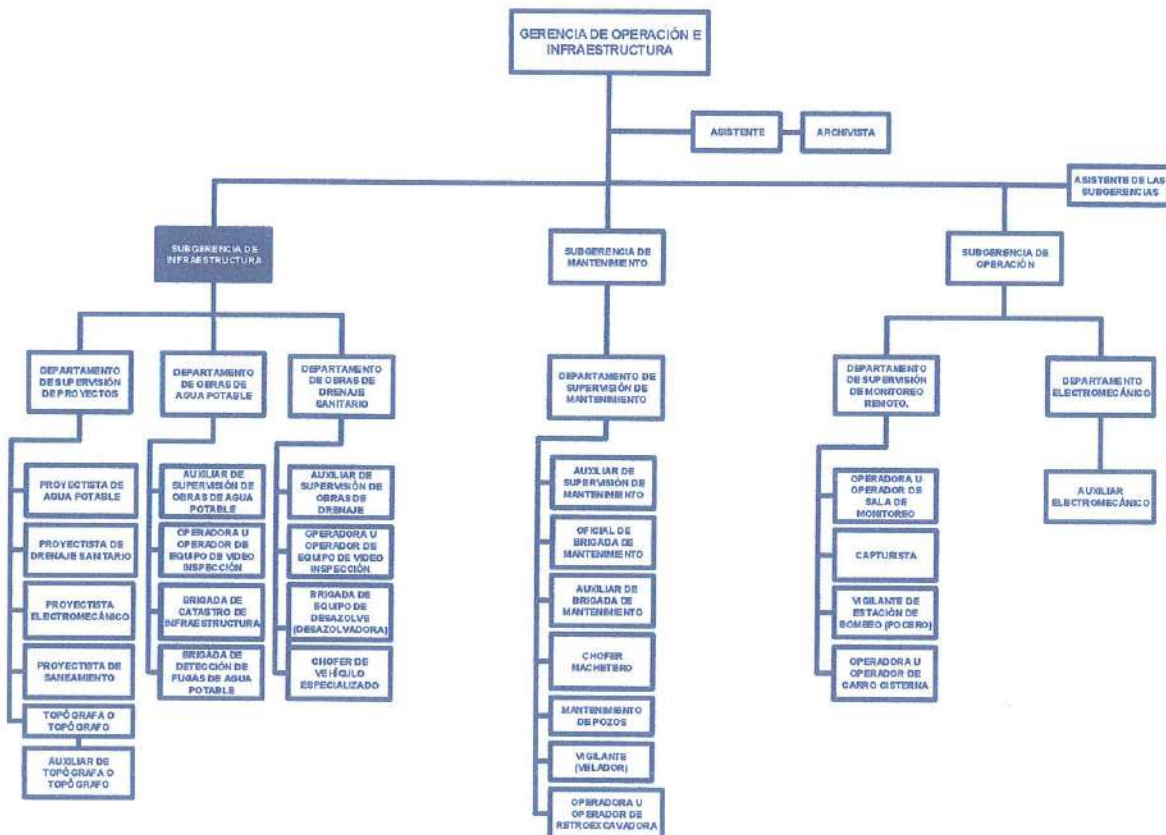 GERENCIA DE OPERACIÓN E
INFRAESTRUCTURA
ASISTENTE
ARCHIVISTA
ASISTENTE DE LAS
SUBGERENCIAS
SUBGERENCIA DE
INFRAESTRUCTURA
SUBGERENCIA DE
MANTENIMIENTO
SUBGERENCIA DE
OPERACIÓN
DEPARTAMENTO
DE SUPERVISIÓN
DE PROYECTOS
DEPARTAMENTO
DE OBRAS DE
AGUA POTABLE
DEPARTAMENTO
DE OBRAS DE
DRENAJE
SANITARIO
DEPARTAMENTO DE
SUPERVISIÓN DE
MANTENIMIENTO
DEPARTAMENTO
DE SUPERVISIÓN
DE MONITOREO
REMOTO.
DEPARTAMENTO
ELECTROMECÁNICO
PROYECTISTA DE
AGUA POTABLE
PROYECTISTA DE
DRENAJE SANITARIO
PROYECTISTA
ELECTROMECÁNICO
PROYECTISTA DE
SANEAMIENTO
TOPÓGRAFA O
TOPÓGRAFO
AUXILIAR DE
TOPÓGRAFA O
TOPÓGRAFO
AUXILIAR DE
SUPERVISIÓN DE
OBRAS DE AGUA
POTABLE
OPERADORA U
OPERADOR DE
EQUIPO DE VIDEO
INSPECCIÓN
BRIGADA DE
CATASTRO DE
INFRAESTRUCTURA
BRIGADA DE
DETECCIÓN DE
FUGAS DE AGUA
POTABLE
AUXILIAR DE
SUPERVISIÓN DE
OBRAS DE
DRENAJE
OPERADORA U
OPERADOR DE
EQUIPO DE VIDEO
INSPECCIÓN
BRIGADA DE
EQUIPO DE
DESAZOLVE
(DESAZOLVADORA)
CHOFER DE
VEHÍCULO
ESPECIALIZADO
AUXILIAR DE
SUPERVISIÓN DE
MANTENIMIENTO
OFICIAL DE
BRIGADA DE
MANTENIMIENTO
AUXILIAR DE
BRIGADA DE
MANTENIMIENTO
CHOFER
MACHETERO
MANTENIMIENTO
DE POZOS
VIGILANTE
(VELADOR)
OPERADORA U
OPERADOR DE
RETROEXCAVADORA
OPERADORA U
OPERADOR DE
SALA DE
MONITOREO
CAPTURISTA
VIGILANTE DE
ESTACIÓN DE
BOMBEO (POCERO)
OPERADORA U
OPERADOR DE
CARRO CISTERNA
AUXILIAR
ELECTROMECÁNICO